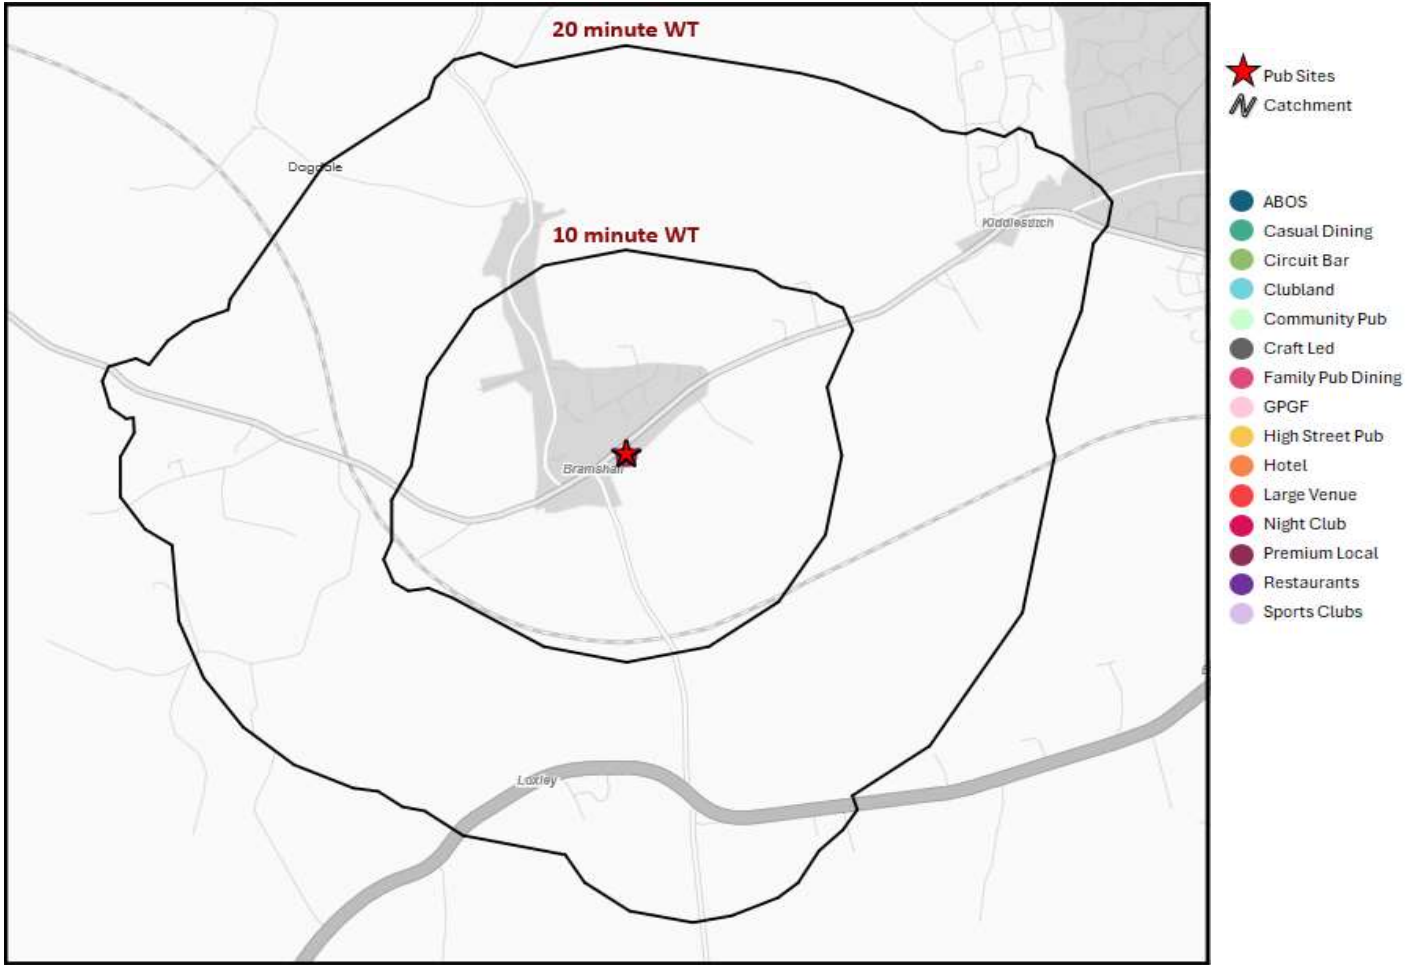 20 minute WT
Dagdale
Kiddlestitch
10 minute WT
Bramshall
Loxley
Pub Sites
Catchment
ABOS
Casual Dining
Circuit Bar
Clubland
Community Pub
Craft Led
Family Pub Dining
GPGF
High Street Pub
Hotel
Large Venue
Night Club
Premium Local
Restaurants
Sports Clubs